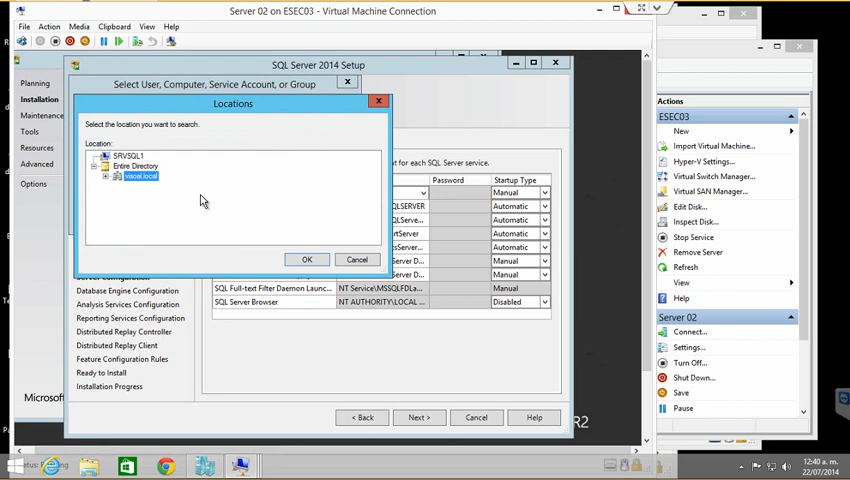 Server 02 on ESEC03 - Virtual Machine Connection
File Action Media View Help
SQL Server 2014 Setup
Select User, Computer, Service Account, or Group
Locations
Select the location you want to search.
Location:
SRVSQL1
Entire Directory
OK
Cancel
Planning
Installation
Maintenance
Tools
Resources
Advanced
Options
Microsof
nt for each SQL Server service.
Password
Startup Type
Manual
QLSERVER
Automatic
QLServe...
Automatic
ortServer
Automatic
csServer...
Automatic
Server D...
Manual
Server D...
Manual
SQL Full-text Filter Daemon Launc...
NT Service\MSSQLFDLa...
Manual
SQL Server Browser
NT AUTHORITY\LOCAL ...
Disabled
Database Engine Configuration
Analysis Services Configuration
Reporting Services Configuration
Distributed Replay Controller
Distributed Replay Client
Feature Configuration Rules
Ready to Install
Installation Progress
< Back
Next >
Cancel
Help
R2
Actions
ESEC03
New
Import Virtual Machine...
Hyper-V Settings...
Virtual Switch Manager...
Virtual SAN Manager...
Edit Disk...
Inspect Disk...
Stop Service
Remove Server
Refresh
View
Help
Server 02
Connect...
Settings...
Turn Off...
Shut Down...
Save
Pause
12:40 a. m.
22/07/2014